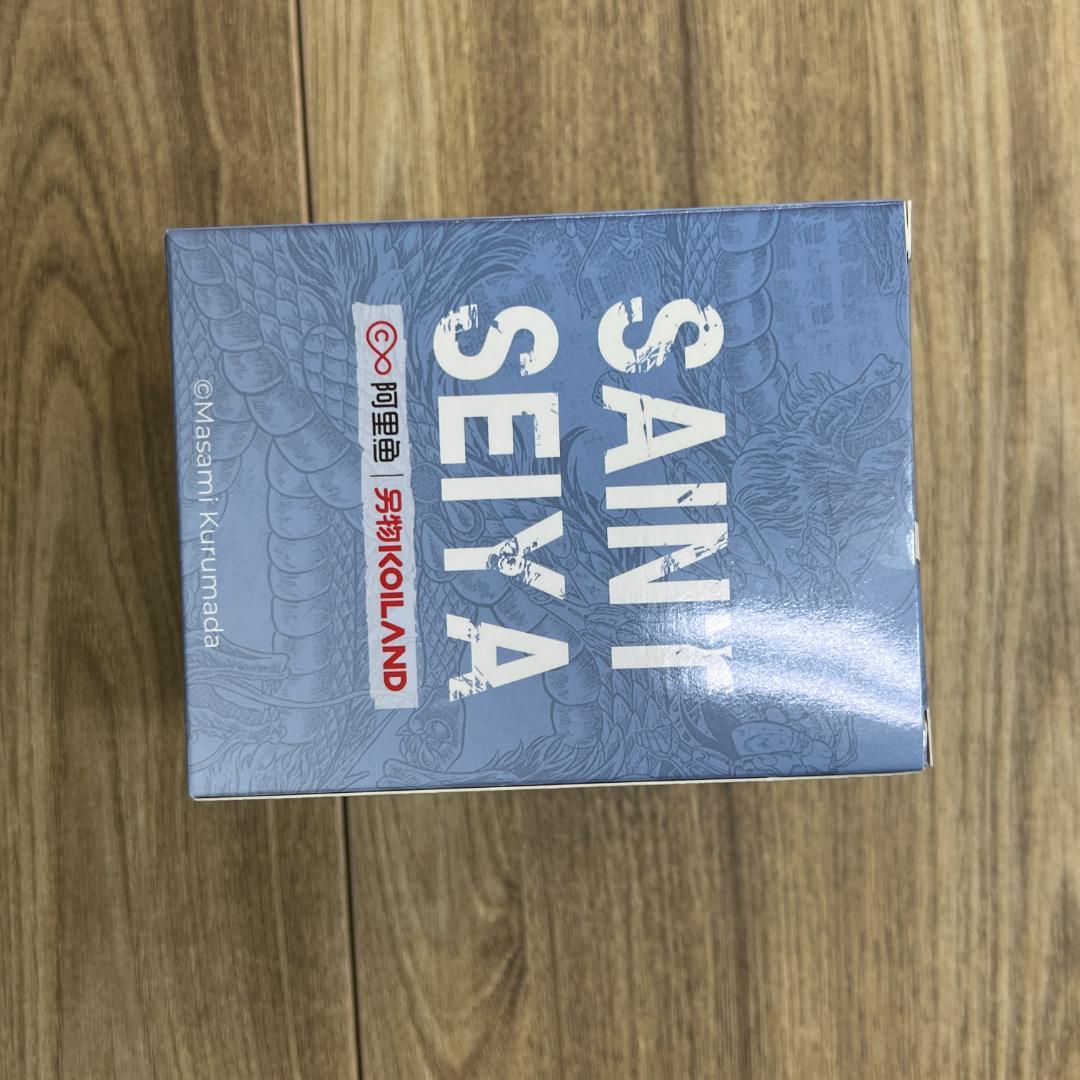 SAINT
SEIYA
阿里鱼 | 另物KOILAND
©Masami Kurumada